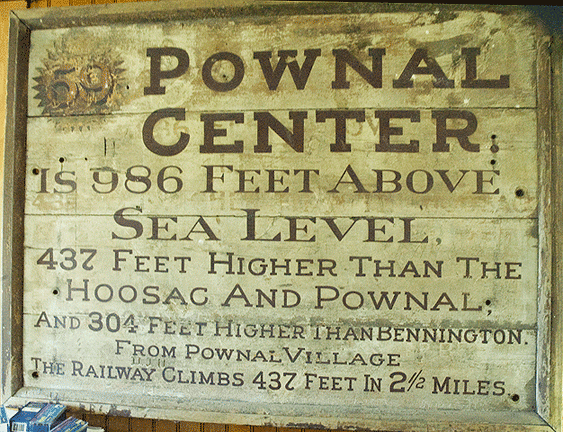 59
POWNAL
CENTER.
IS 986 FEET ABOVE
SEA LEVEL,
437 FEET HIGHER THAN THE
HOOSAC AND POWNAL;
AND 304 FEET HIGHER THAN BENNINGTON.
FROM POWNAL VILLAGE
THE RAILWAY CLIMBS 437 FEET IN 2½ MILES.